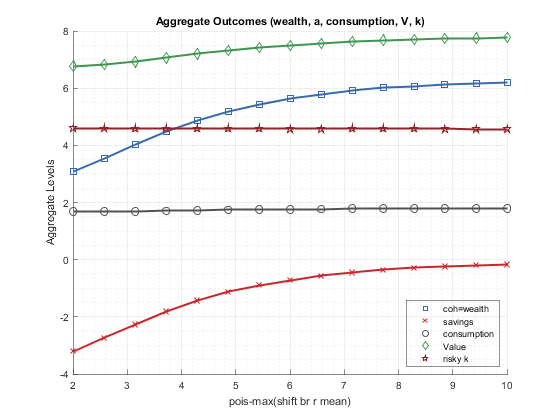 Aggregate Outcomes (wealth, a, consumption, V, k)
8
6
4
2
0
-2
-4
Aggregate Levels
coh=wealth
savings
consumption
Value
risky k
2 3 4 5 6 7 8 9 10
pois-max(shift br r mean)